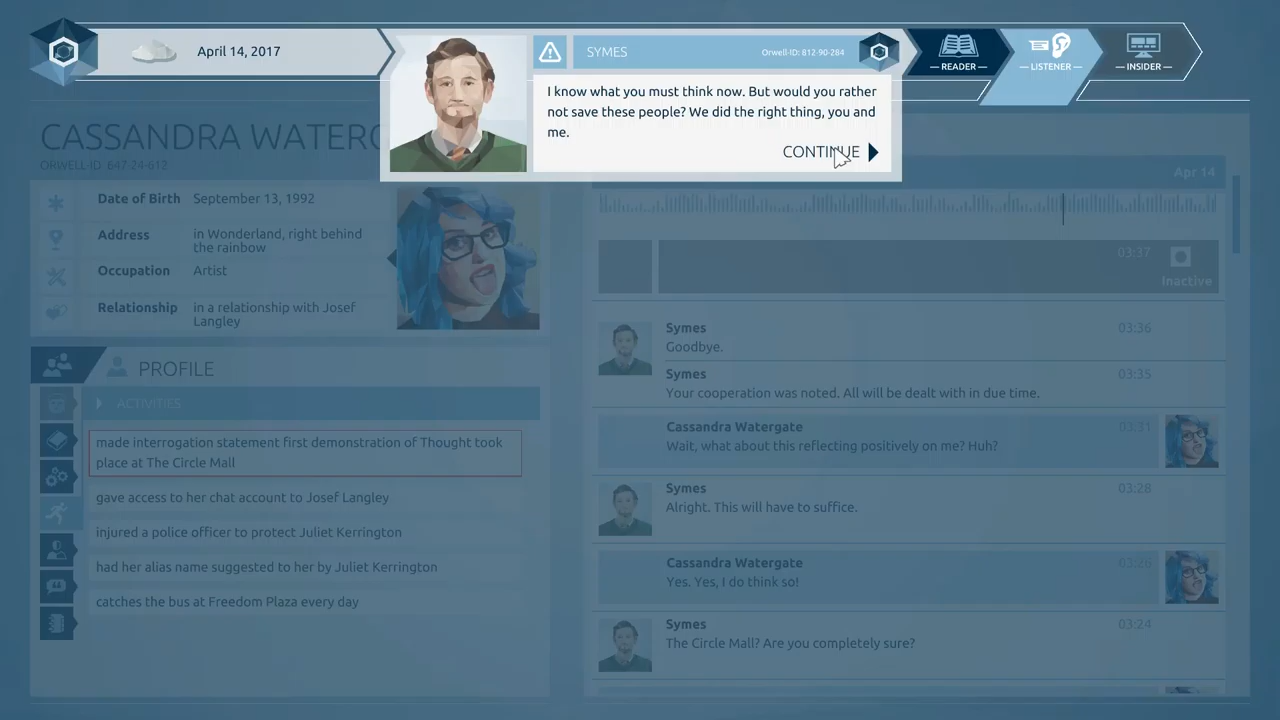 April 14, 2017
SYMES
Orwell-ID: 812-90-284
I know what you must think now. But would you rather
not save these people? We did the right thing, you and
me.
CONTINUE
— READER —
— LISTENER —
— INSIDER —
CASSANDRA WATERG
ORWELL-ID 647-24-612
Date of Birth September 13, 1992
Address in Wonderland, right behind
the rainbow
Occupation Artist
Relationship in a relationship with Josef
Langley
PROFILE
ACTIVITIES
made interrogation statement first demonstration of Thought took
place at The Circle Mall
gave access to her chat account to Josef Langley
injured a police officer to protect Juliet Kerrington
had her alias name suggested to her by Juliet Kerrington
catches the bus at Freedom Plaza every day
Apr 14
03:37
Inactive
Symes 03:36
Goodbye.
Symes 03:35
Your cooperation was noted. All will be dealt with in due time.
Cassandra Watergate 03:31
Wait, what about this reflecting positively on me? Huh?
Symes 03:28
Alright. This will have to suffice.
Cassandra Watergate 03:26
Yes. Yes, I do think so!
Symes 03:24
The Circle Mall? Are you completely sure?